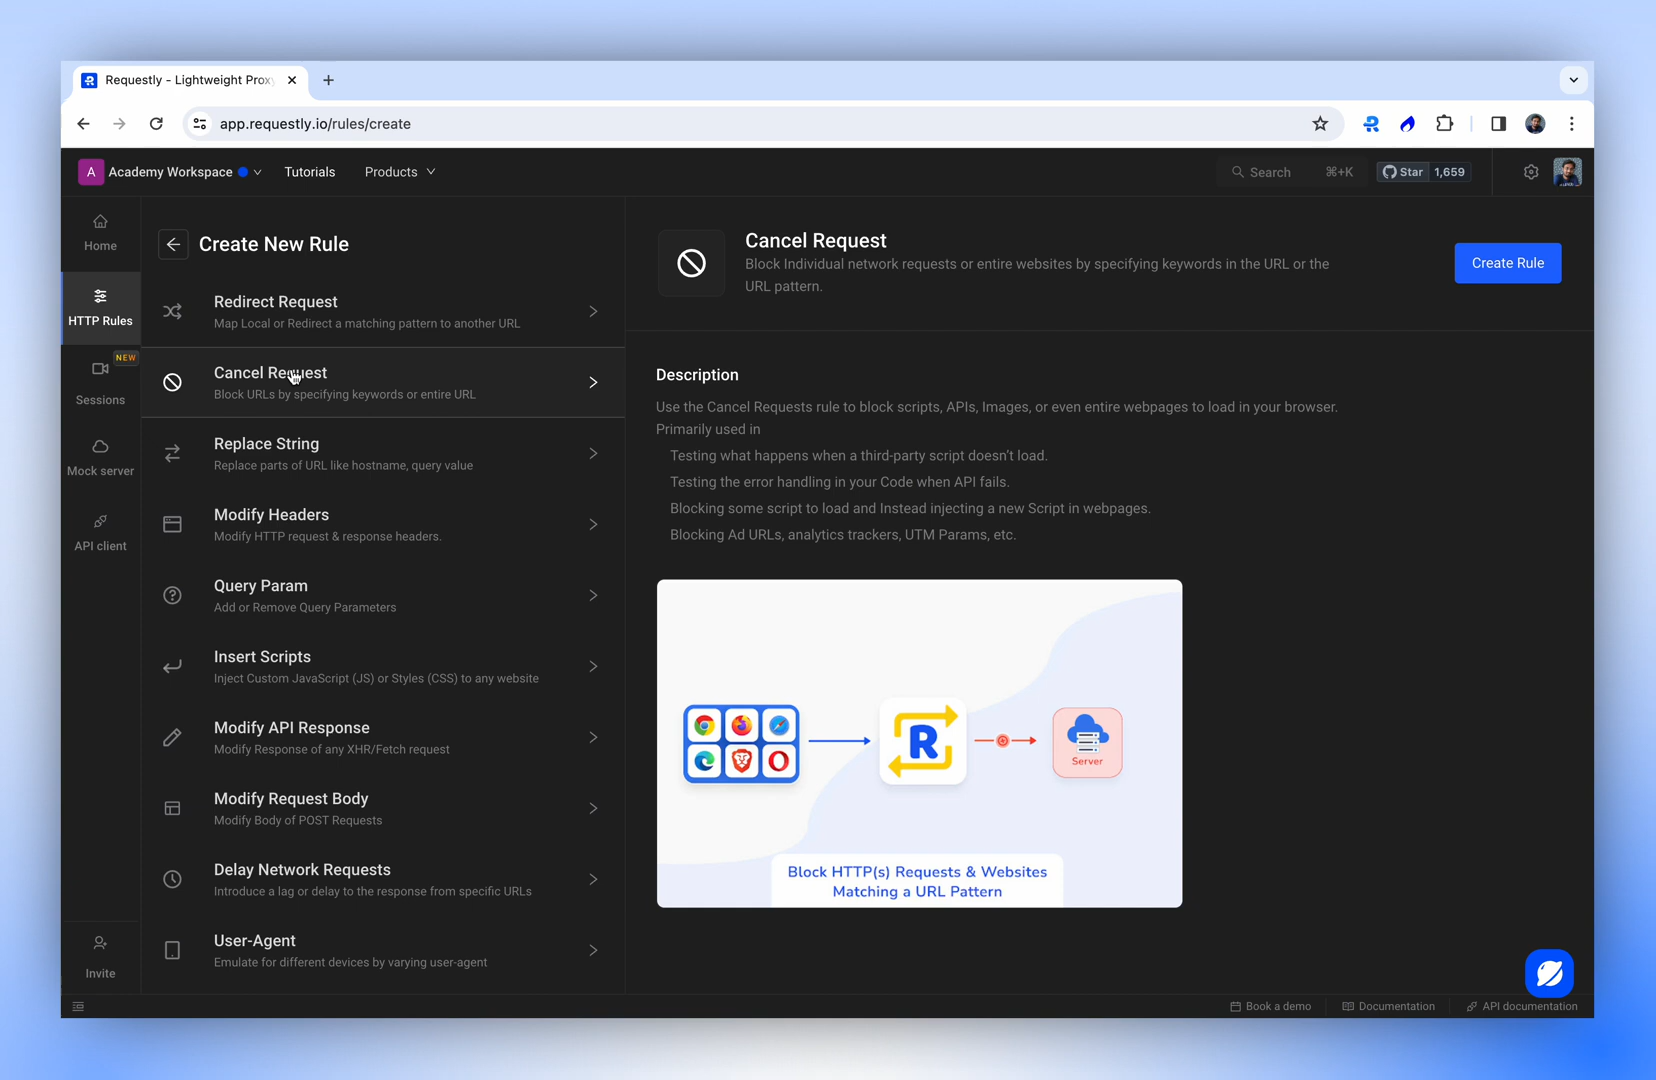 Requestly - Lightweight Prox
app.requestly.io/rules/create
A Academy Workspace
Tutorials
Products
Search
⌘+K
Star
1,659
Home
HTTP Rules
NEW
Sessions
Mock server
API client
Invite
Create New Rule
Redirect Request
Map Local or Redirect a matching pattern to another URL
Cancel Request
Block URLs by specifying keywords or entire URL
Replace String
Replace parts of URL like hostname, query value
Modify Headers
Modify HTTP request & response headers.
Query Param
Add or Remove Query Parameters
Insert Scripts
Inject Custom JavaScript (JS) or Styles (CSS) to any website
Modify API Response
Modify Response of any XHR/Fetch request
Modify Request Body
Modify Body of POST Requests
Delay Network Requests
Introduce a lag or delay to the response from specific URLs
User-Agent
Emulate for different devices by varying user-agent
Cancel Request
Block Individual network requests or entire websites by specifying keywords in the URL or the
URL pattern.
Create Rule
Description
Use the Cancel Requests rule to block scripts, APIs, Images, or even entire webpages to load in your browser.
Primarily used in
Testing what happens when a third-party script doesn't load.
Testing the error handling in your Code when API fails.
Blocking some script to load and Instead injecting a new Script in webpages.
Blocking Ad URLs, analytics trackers, UTM Params, etc.
R
Server
Block HTTP(s) Requests & Websites
Matching a URL Pattern
Book a demo
Documentation
API documentation